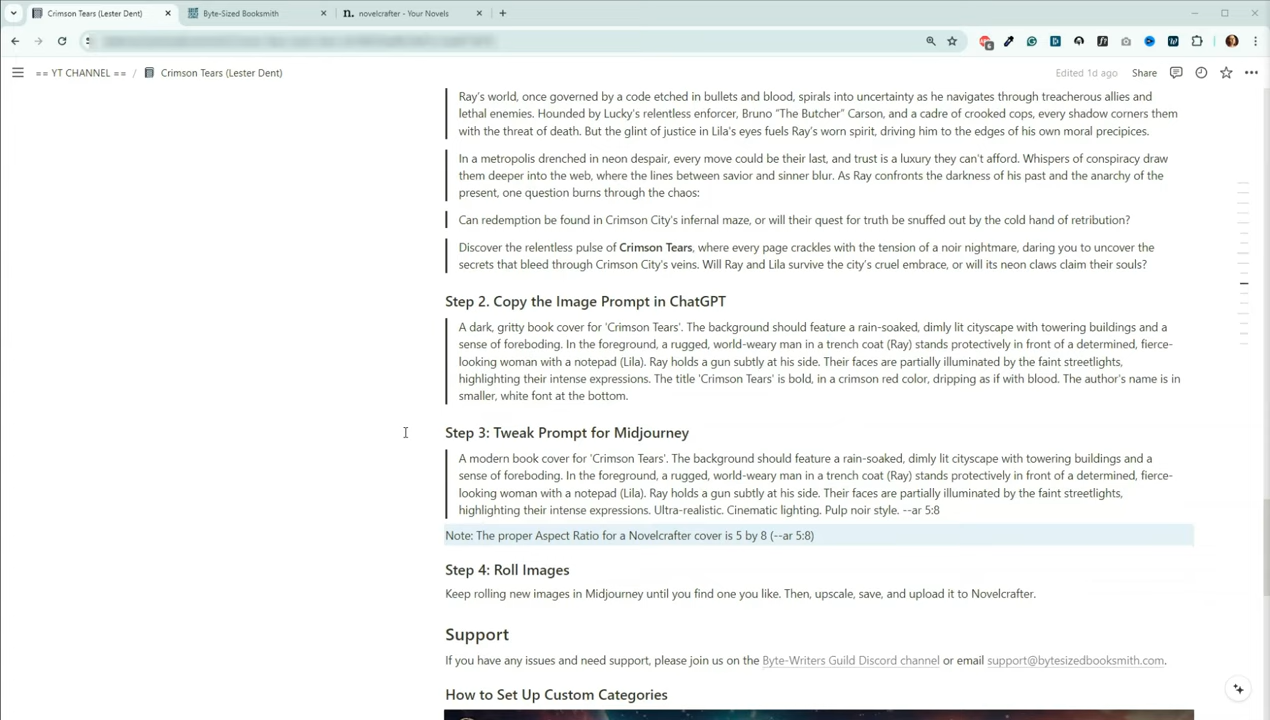 Crimson Tears (Lester Dent)
Byte-Sized Booksmith
n. novelcrafter - Your Novels
== YT CHANNEL == / Crimson Tears (Lester Dent)
Edited 1d ago
Share
Ray's world, once governed by a code etched in bullets and blood, spirals into uncertainty as he navigates through treacherous allies and
lethal enemies. Hounded by Lucky's relentless enforcer, Bruno "The Butcher" Carson, and a cadre of crooked cops, every shadow corners them
with the threat of death. But the glint of justice in Lila's eyes fuels Ray's worn spirit, driving him to the edges of his own moral precipices.
In a metropolis drenched in neon despair, every move could be their last, and trust is a luxury they can't afford. Whispers of conspiracy draw
them deeper into the web, where the lines between savior and sinner blur. As Ray confronts the darkness of his past and the anarchy of the
present, one question burns through the chaos:
Can redemption be found in Crimson City's infernal maze, or will their quest for truth be snuffed out by the cold hand of retribution?
Discover the relentless pulse of Crimson Tears, where every page crackles with the tension of a noir nightmare, daring you to uncover the
secrets that bleed through Crimson City's veins. Will Ray and Lila survive the city's cruel embrace, or will its neon claws claim their souls?
Step 2. Copy the Image Prompt in ChatGPT
A dark, gritty book cover for 'Crimson Tears'. The background should feature a rain-soaked, dimly lit cityscape with towering buildings and a
sense of foreboding. In the foreground, a rugged, world-weary man in a trench coat (Ray) stands protectively in front of a determined, fierce-
looking woman with a notepad (Lila). Ray holds a gun subtly at his side. Their faces are partially illuminated by the faint streetlights,
highlighting their intense expressions. The title 'Crimson Tears' is bold, in a crimson red color, dripping as if with blood. The author's name is in
smaller, white font at the bottom.
Step 3: Tweak Prompt for Midjourney
A modern book cover for 'Crimson Tears'. The background should feature a rain-soaked, dimly lit cityscape with towering buildings and a
sense of foreboding. In the foreground, a rugged, world-weary man in a trench coat (Ray) stands protectively in front of a determined, fierce-
looking woman with a notepad (Lila). Ray holds a gun subtly at his side. Their faces are partially illuminated by the faint streetlights,
highlighting their intense expressions. Ultra-realistic. Cinematic lighting. Pulp noir style. --ar 5:8
Note: The proper Aspect Ratio for a Novelcrafter cover is 5 by 8 (--ar 5:8)
Step 4: Roll Images
Keep rolling new images in Midjourney until you find one you like. Then, upscale, save, and upload it to Novelcrafter.
Support
If you have any issues and need support, please join us on the Byte-Writers Guild Discord channel or email support@bytesizedbooksmith.com.
How to Set Up Custom Categories